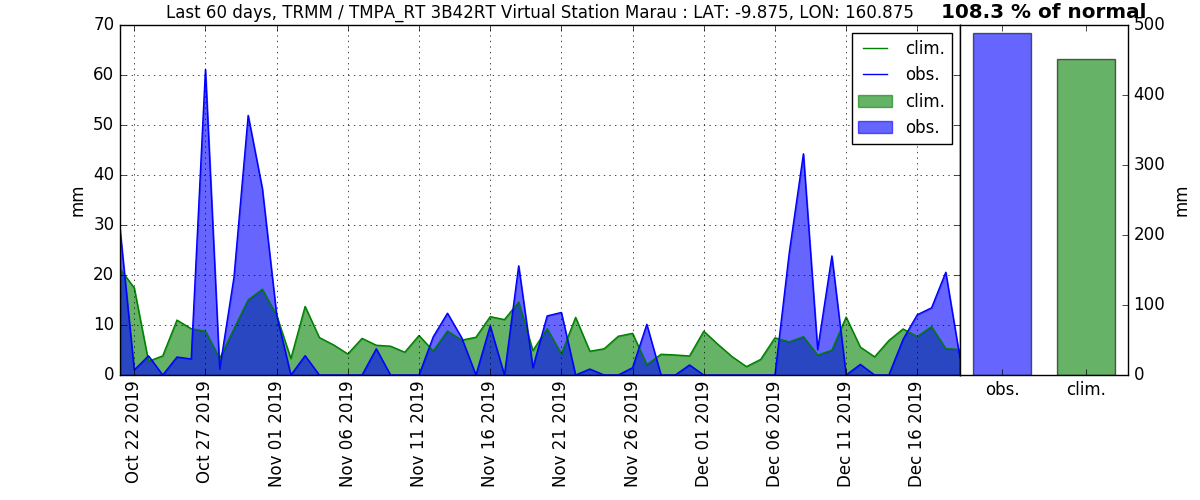 Last 60 days, TRMM / TMPA_RT 3B42RT Virtual Station Marau : LAT: -9.875, LON: 160.875
108.3 % of normal
70
60
50
40
30
20
10
0
mm
clim.
obs.
clim.
obs.
500
400
300
200
100
0
mm
obs.
clim.
Oct 22 2019
Oct 27 2019
Nov 01 2019
Nov 06 2019
Nov 11 2019
Nov 16 2019
Nov 21 2019
Nov 26 2019
Dec 01 2019
Dec 06 2019
Dec 11 2019
Dec 16 2019